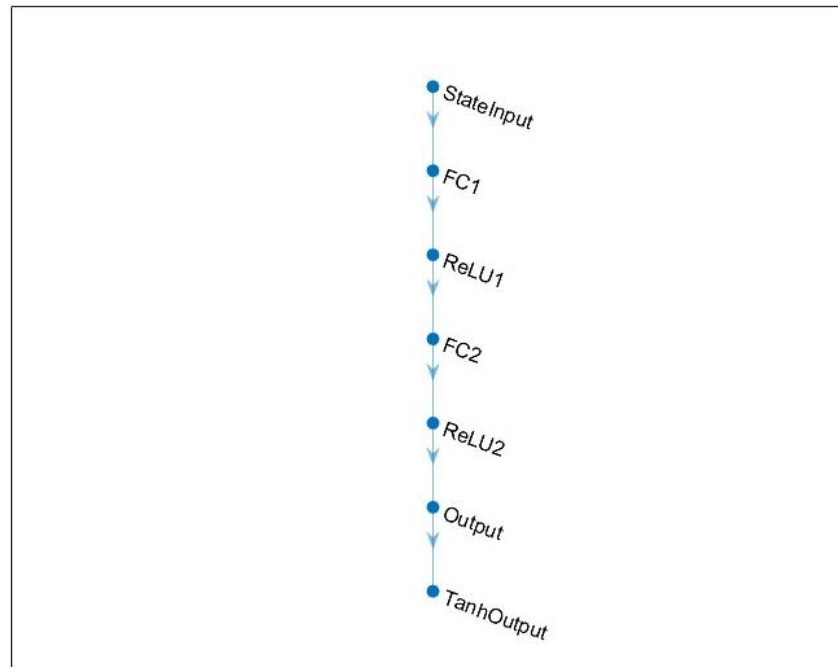 StateInput
FC1
ReLU1
FC2
ReLU2
Output
TanhOutput